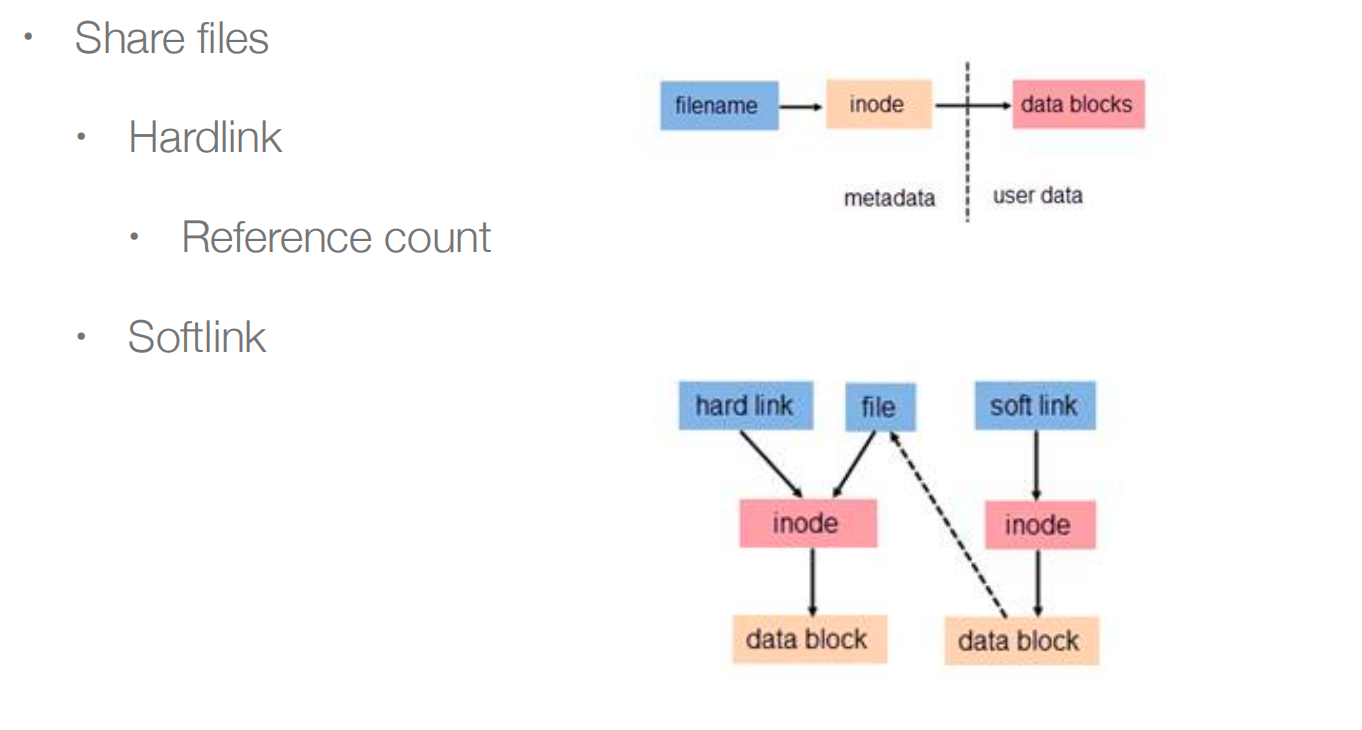 Share files
Hardlink
Reference count
Softlink
filename
inode
data blocks
metadata
user data
hard link
file
soft link
inode
inode
data block
data block